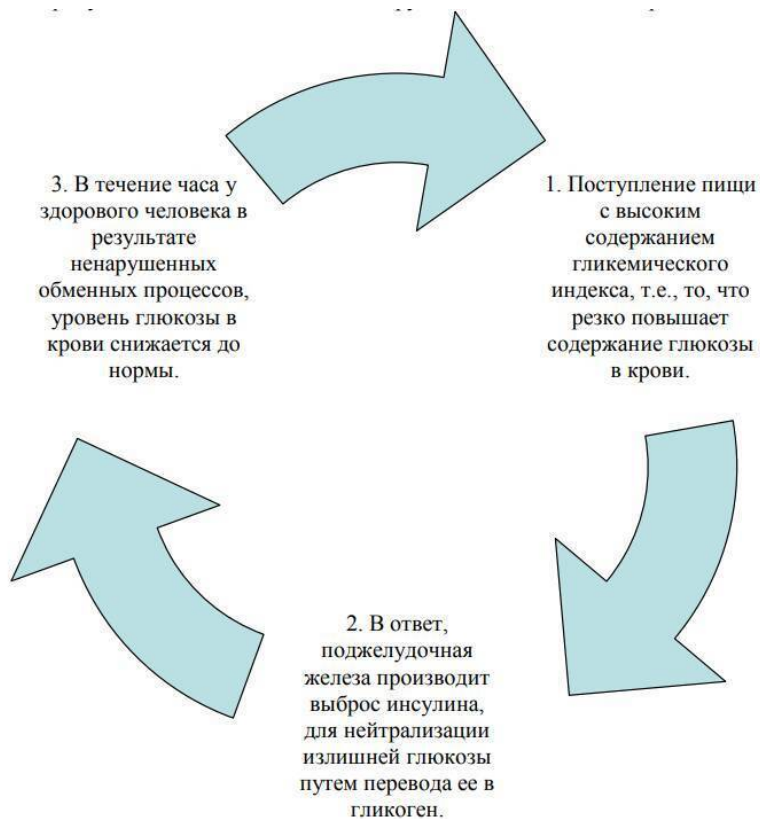 1. Поступление пищи
с высоким
содержанием
гликемического
индекса, т.е., то, что
резко повышает
содержание глюкозы
в крови.
2. В ответ,
поджелудочная
железа производит
выброс инсулина,
для нейтрализации
излишней глюкозы
путем перевода ее в
гликоген.
3. В течение часа у
здорового человека в
результате
ненарушенных
обменных процессов,
уровень глюкозы в
крови снижается до
нормы.